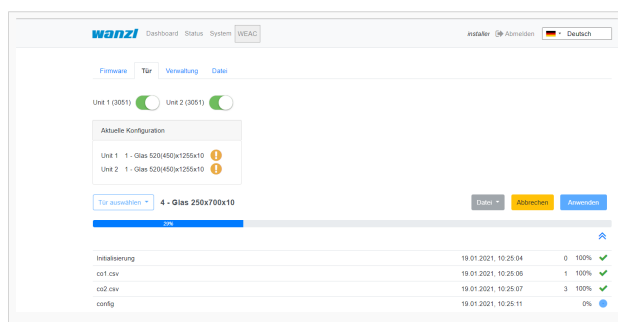 wanzl Dashboard Status System WEAC installer Abmelden Deutsch
Firmware Tür Verwaltung Datei
Unit 1 (3051) Unit 2 (3051)
Aktuelle Konfiguration
Unit 1 1 - Glas 520(450)x1255x10
Unit 2 1 - Glas 520(450)x1255x10
Tür auswählen 4 - Glas 250x700x10 Datei Abbrechen Anwenden
29%
Initialisierung 19.01.2021, 10:25:04 0 100%
co1.csv 19.01.2021, 10:25:06 1 100%
co2.csv 19.01.2021, 10:25:07 3 100%
config 19.01.2021, 10:25:11 0%